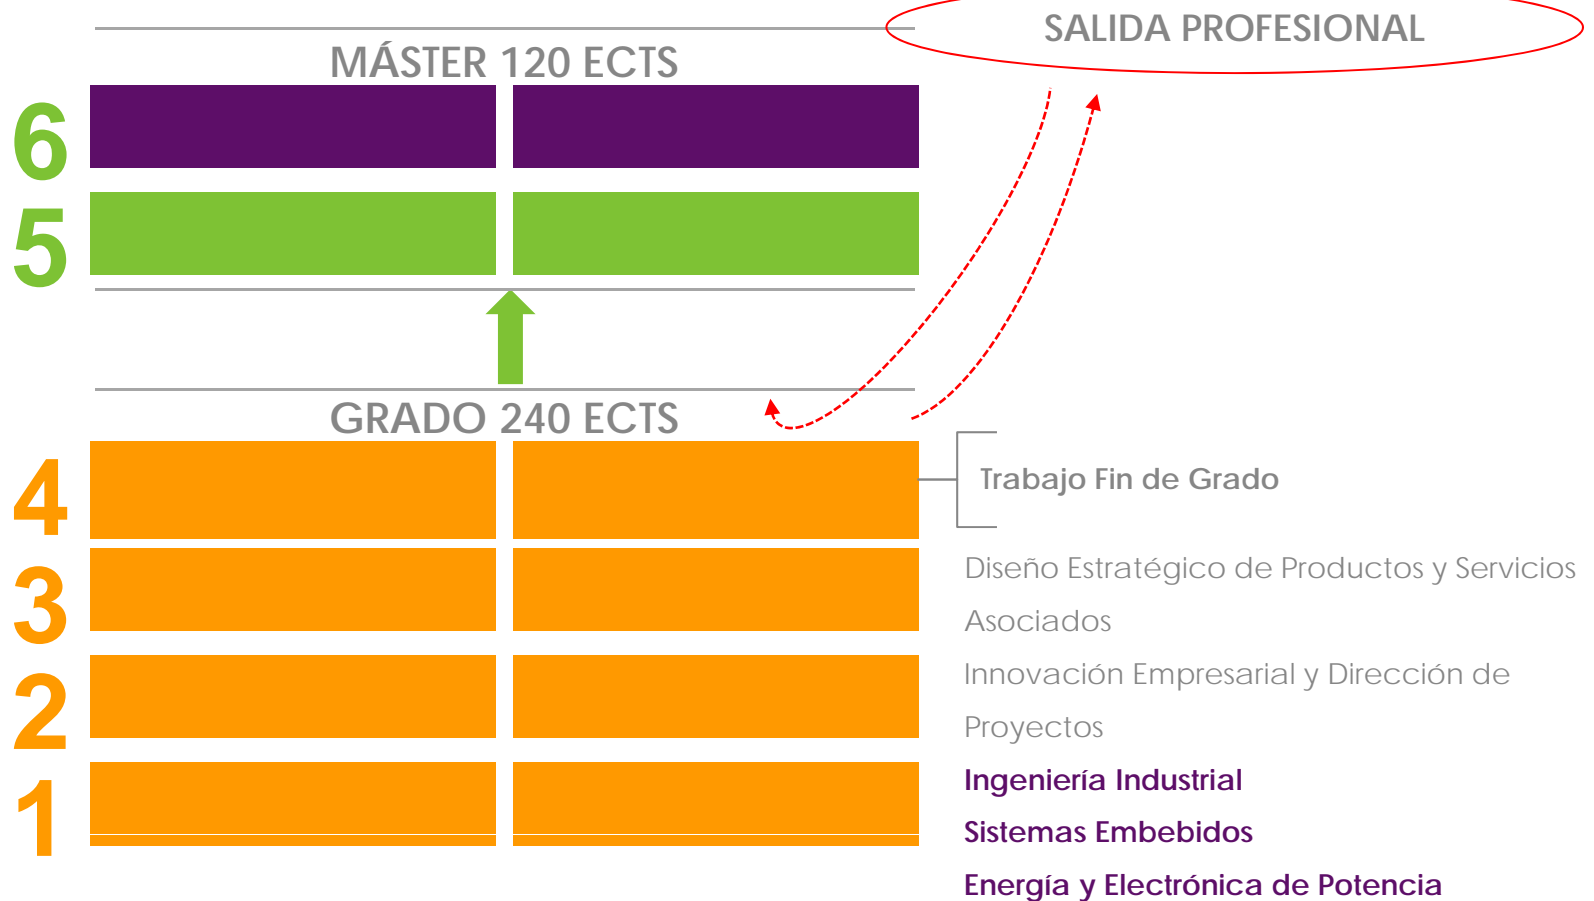 SALIDA PROFESIONAL
MÁSTER 120 ECTS
6
5
GRADO 240 ECTS
4
Trabajo Fin de Grado
3
Diseño Estratégico de Productos y Servicios
Asociados
2
Innovación Empresarial y Dirección de
Proyectos
1
Ingeniería Industrial
Sistemas Embebidos
Energía y Electrónica de Potencia